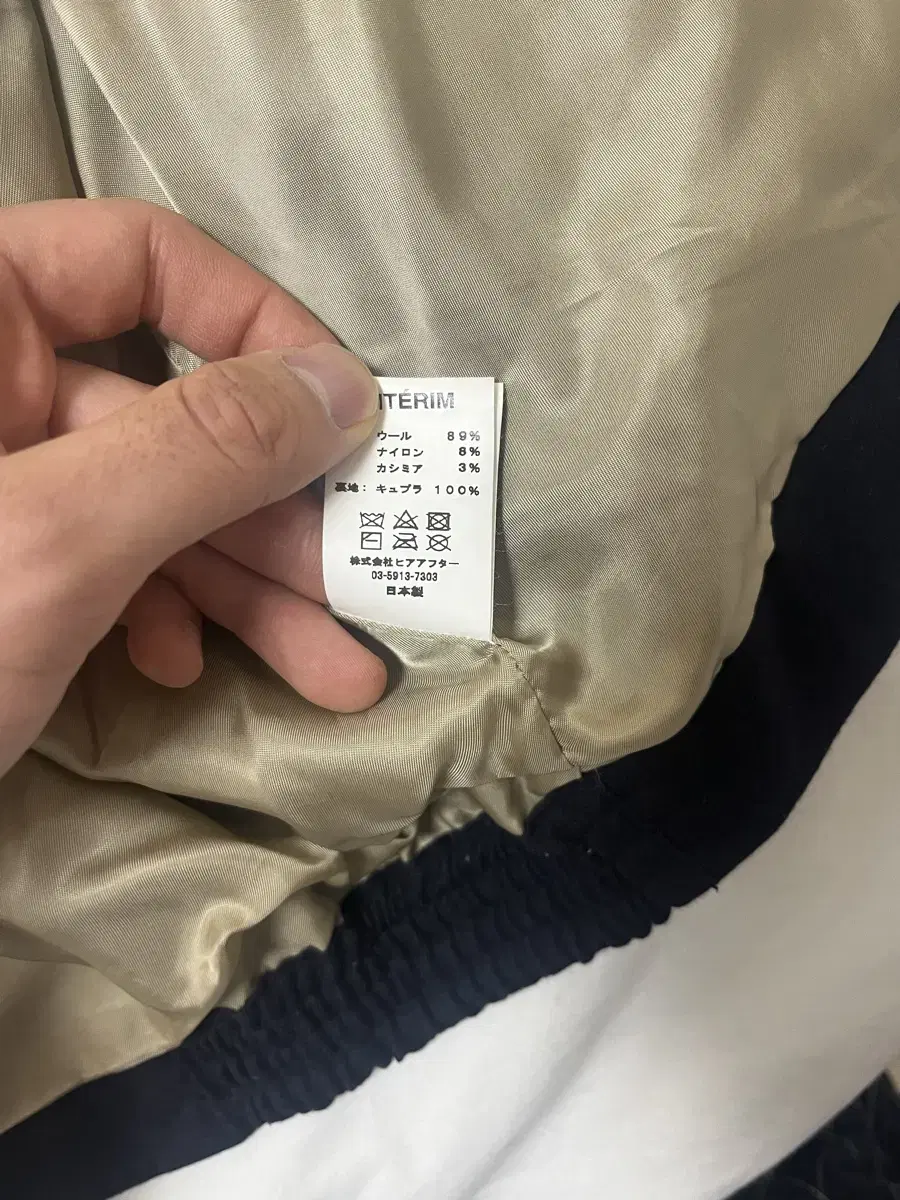 ITÉRIM
ウール 89%
ナイロン 8%
カシミア 3%
裏地： キュプラ 100%
株式会社ヒアアフター
03-5913-7303
日本製